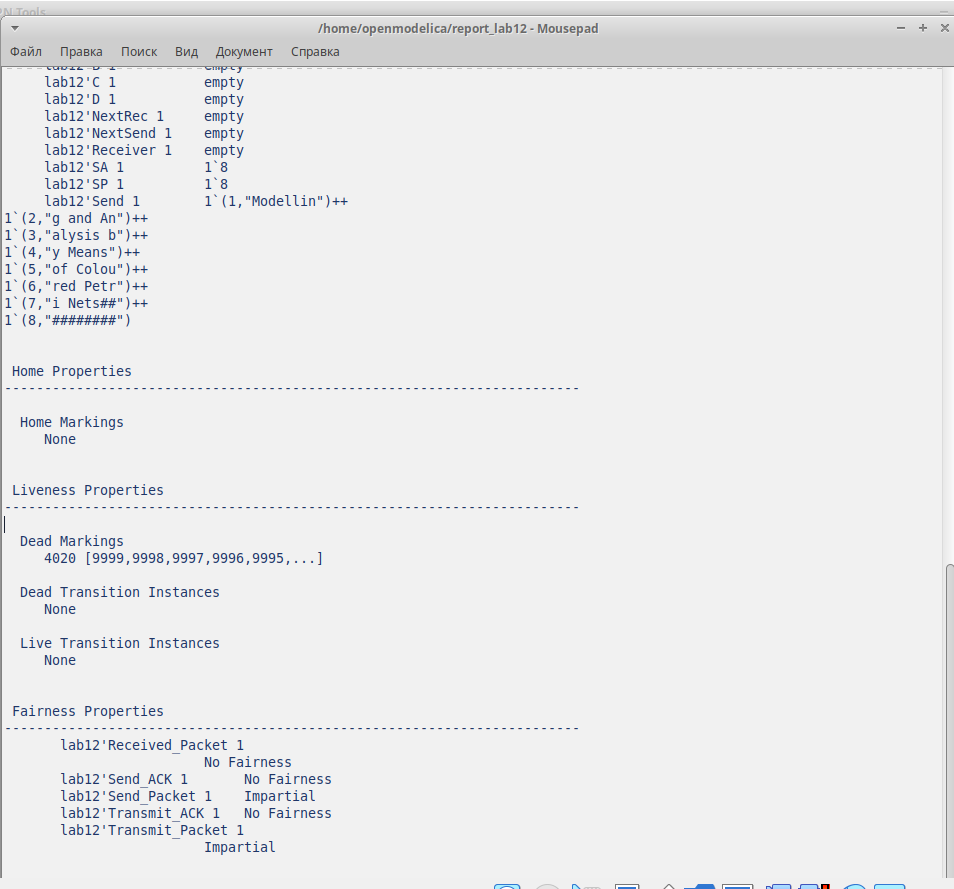 PN Tools
/home/openmodelica/report_lab12 - Mousepad
Файл Правка Поиск Вид Документ Справка
lab12'B 1 empty
lab12'C 1 empty
lab12'D 1 empty
lab12'NextRec 1 empty
lab12'NextSend 1 empty
lab12'Receiver 1 empty
lab12'SA 1 1`8
lab12'SP 1 1`8
lab12'Send 1 1`(1,"Modellin")++
1`(2,"g and An")++
1`(3,"alysis b")++
1`(4,"y Means")++
1`(5,"of Colou")++
1`(6,"red Petr")++
1`(7,"i Nets##")++
1`(8,"########")
Home Properties
------------------------------------------------------------------------
Home Markings
None
Liveness Properties
------------------------------------------------------------------------
Dead Markings
4020 [9999,9998,9997,9996,9995,...]
Dead Transition Instances
None
Live Transition Instances
None
Fairness Properties
------------------------------------------------------------------------
lab12'Received_Packet 1
No Fairness
lab12'Send_ACK 1 No Fairness
lab12'Send_Packet 1 Impartial
lab12'Transmit_ACK 1 No Fairness
lab12'Transmit_Packet 1
Impartial